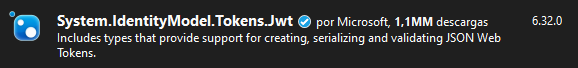 System.IdentityModel.Tokens.Jwt por Microsoft, 1,1MM descargas 6.32.0
Includes types that provide support for creating, serializing and validating JSON Web
Tokens.